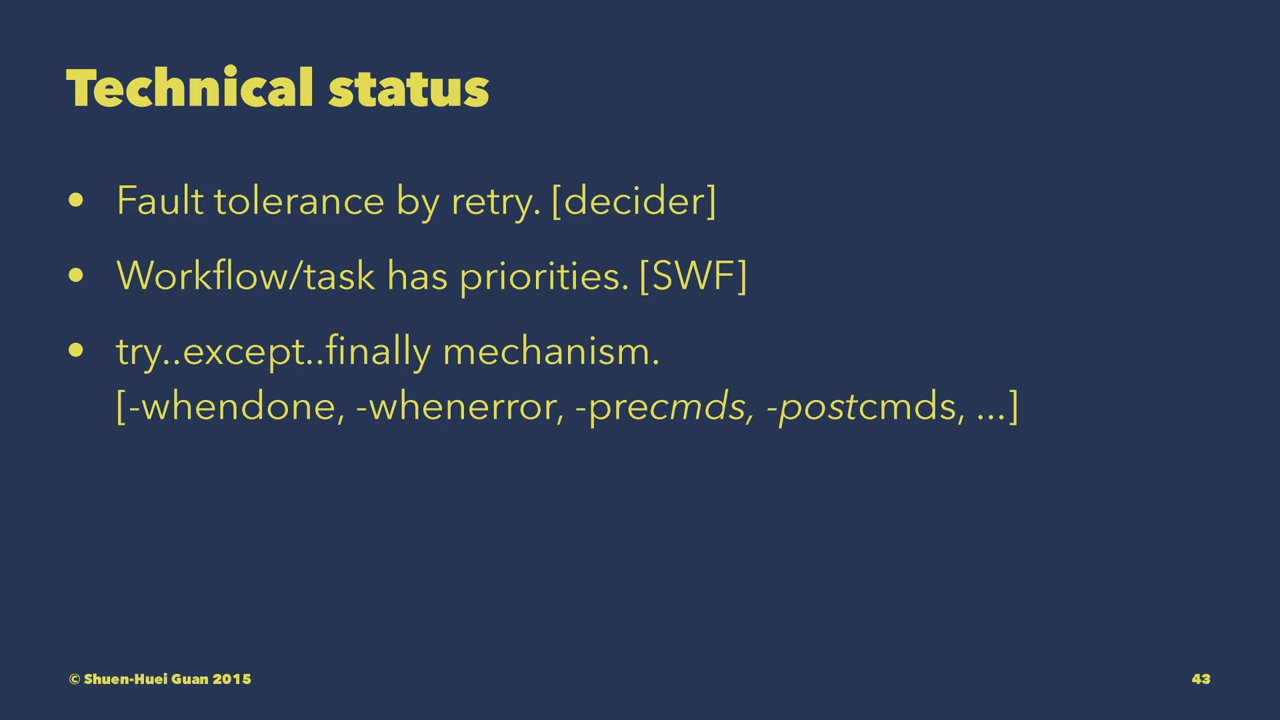 Technical status
• Fault tolerance by retry. [decider]
• Workflow/task has priorities. [SWF]
• try..except..finally mechanism.
[-whendone, -whenerror, -precmds, -postcmds, ...]
© Shuen-Huei Guan 2015
43